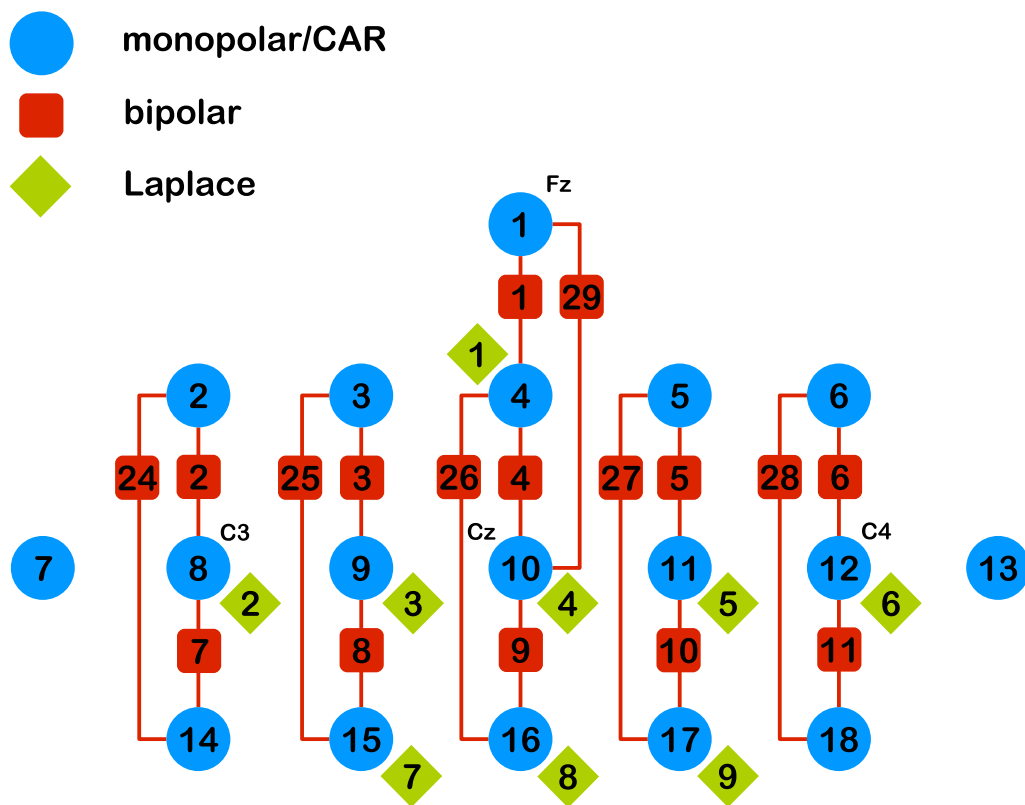 monopolar/CAR
bipolar
Laplace
Fz
1
1 29
1
2 3 4 5 6
24 2 25 3 26 4 27 5 28 6
C3 Cz C4
7 8 9 10 11 12 13
2 3 4 5 6
7 8 9 10 11
14 15 16 17 18
7 8 9